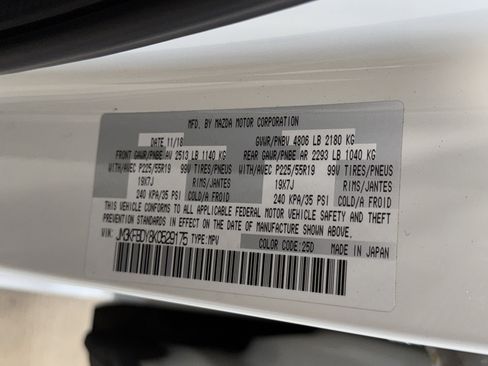 MFD. BY MAZDA MOTOR CORPORATION
DATE 11/18 GVWR/PNBV 4806 LB 2180 KG
FRONT GAWR/PNBE AV 2513 LB 1140 KG REAR GAWR/PNBE AR 2293 LB 1040 KG
WITH/AVEC P225/55R19 99V TIRES/PNEUS WITH/AVEC P225/55R19 99V TIRES/PNEUS
19X7J RIMS/JANTES 19X7J RIMS/JANTES
240 KPA/35 PSI COLD/A FROID 240 KPA/35 PSI COLD/A FROID
THIS VEHICLE CONFORMS TO ALL APPLICABLE FEDERAL MOTOR VEHICLE SAFETY AND THEFT
PREVENTION STANDARDS IN EFFECT ON THE DATE OF MANUFACTURE SHOWN ABOVE.
VIN: JM3KFBDY8K0529175 TYPE:MPV COLOR CODE:25D MADE IN JAPAN